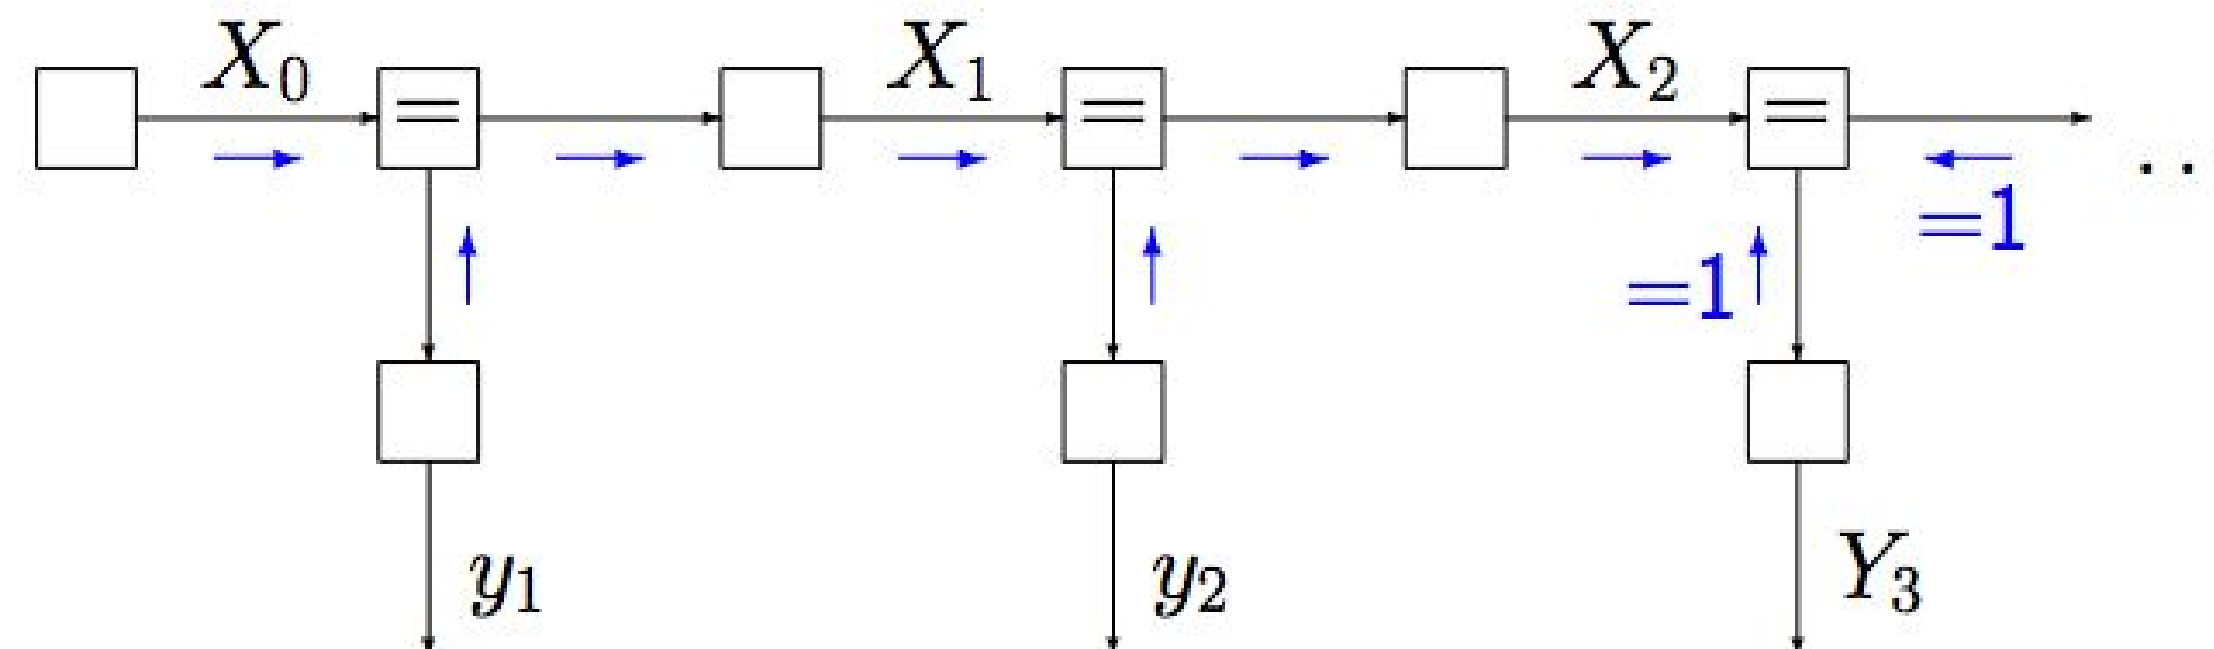 X₀ X₁ X₂
= = =
. .
=1
=1
y₁ y₂ Y₃